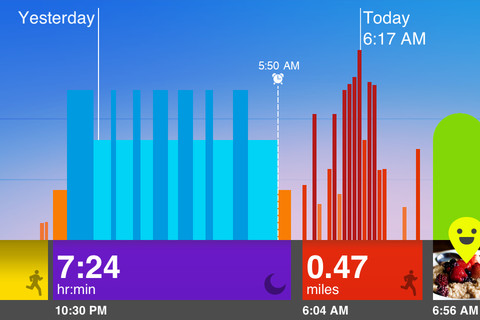 Yesterday
Today
6:17 AM
5:50 AM
7:24
hr:min
0.47
miles
10:30 PM
6:04 AM
6:56 AM